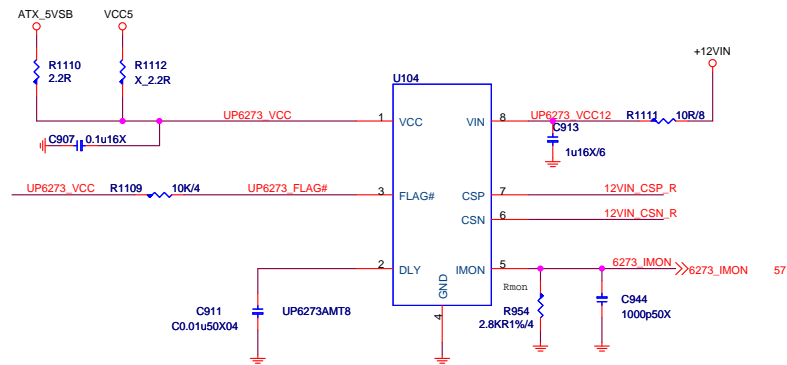 ATX_5VSB VCC5
+12VIN
R1110
2.2R
R1112
X_2.2R
U104
UP6273_VCC 1 VCC VIN 8 UP6273_VCC12 R1111 10R/8
C907 0.1u16X
C913
1u16X/6
UP6273_VCC R1109 10K/4 UP6273_FLAG# 3 FLAG# CSP 7 12VIN_CSP_R
CSN 6 12VIN_CSN_R
2 DLY IMON 5 6273_IMON 6273_IMON 57
GND
4
Rmon
C911
C0.01u50X04
UP6273AMT8
R954
2.8KR1%/4
C944
1000p50X